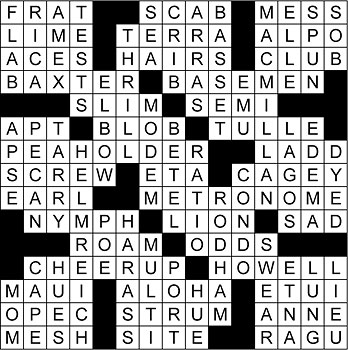 FRAT SCAB MESS
LIME TERRA ALPO
ACES HAIRS CLUB
BAXTER BASEMEN
SLIM SEMI
APT BLOB TULLE
PEAHOLDER LADD
SCREW ETA CAGEY
EARL METRONOME
NYMPH LION SAD
ROAM ODDS
CHEERUP HOWELL
MAUI ALOHA ETUI
OPEC STRUM ANNE
MESH SITE RAGU